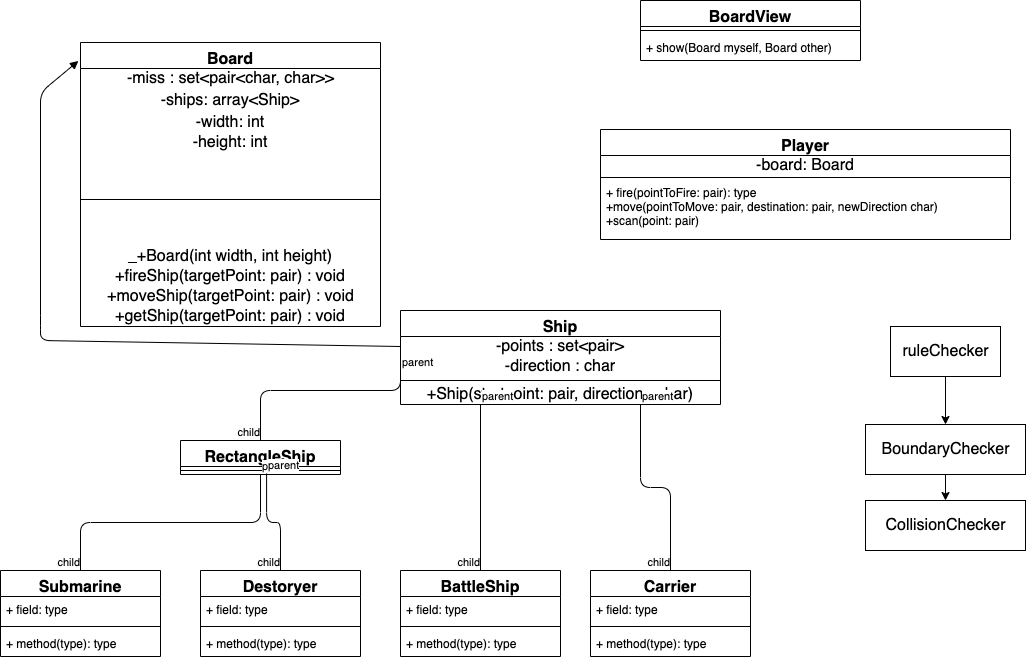 BoardView
+ show(Board myself, Board other)
Board
-miss : set<pair<char, char>>
-ships: array<Ship>
-width: int
-height: int
_+Board(int width, int height)
+fireShip(targetPoint: pair) : void
+moveShip(targetPoint: pair) : void
+getShip(targetPoint: pair) : void
Player
-board: Board
+ fire(pointToFire: pair): type
+move(pointToMove: pair, destination: pair, newDirection char)
+scan(point: pair)
Ship
-points : set<pair>
-direction : char
parent
+Ship(s oint: pair, direction ar)
parent
parent
ruleChecker
BoundaryChecker
CollisionChecker
child
RectangleShip
parent
child
child
child
child
Submarine
+ field: type
+ method(type): type
Destoryer
+ field: type
+ method(type): type
BattleShip
+ field: type
+ method(type): type
Carrier
+ field: type
+ method(type): type